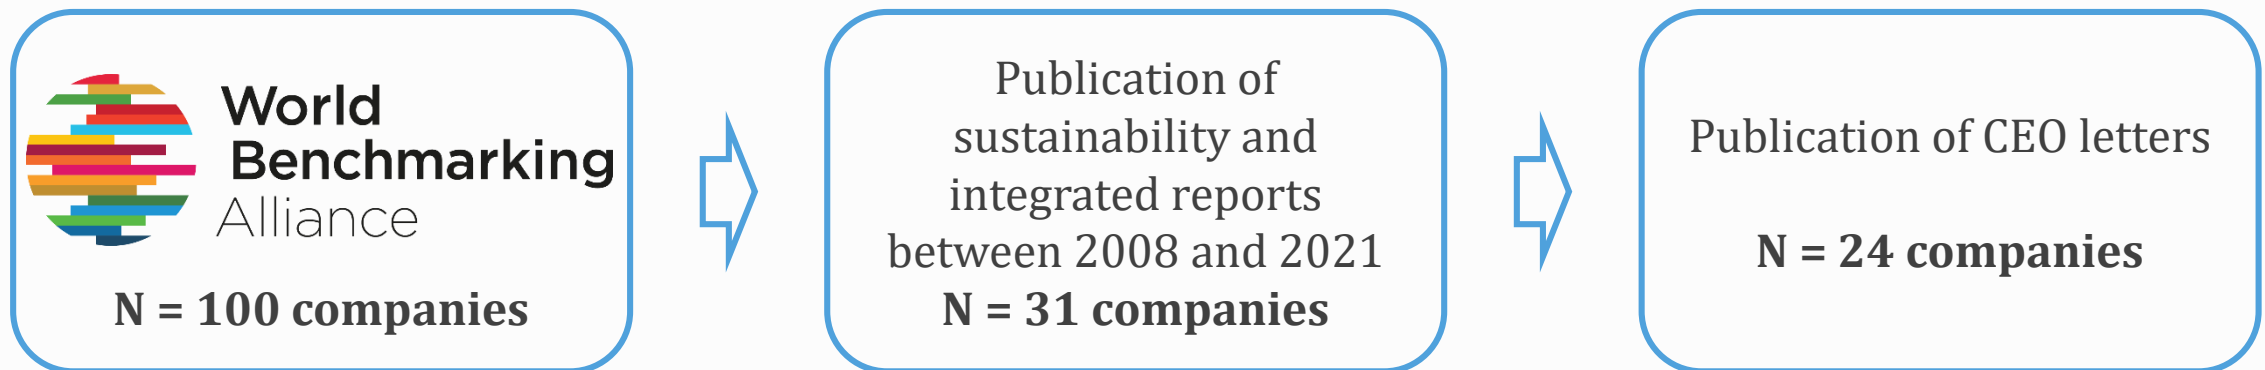 World
Benchmarking
Alliance
N = 100 companies
Publication of
sustainability and
integrated reports
between 2008 and 2021
N = 31 companies
Publication of CEO letters
N = 24 companies